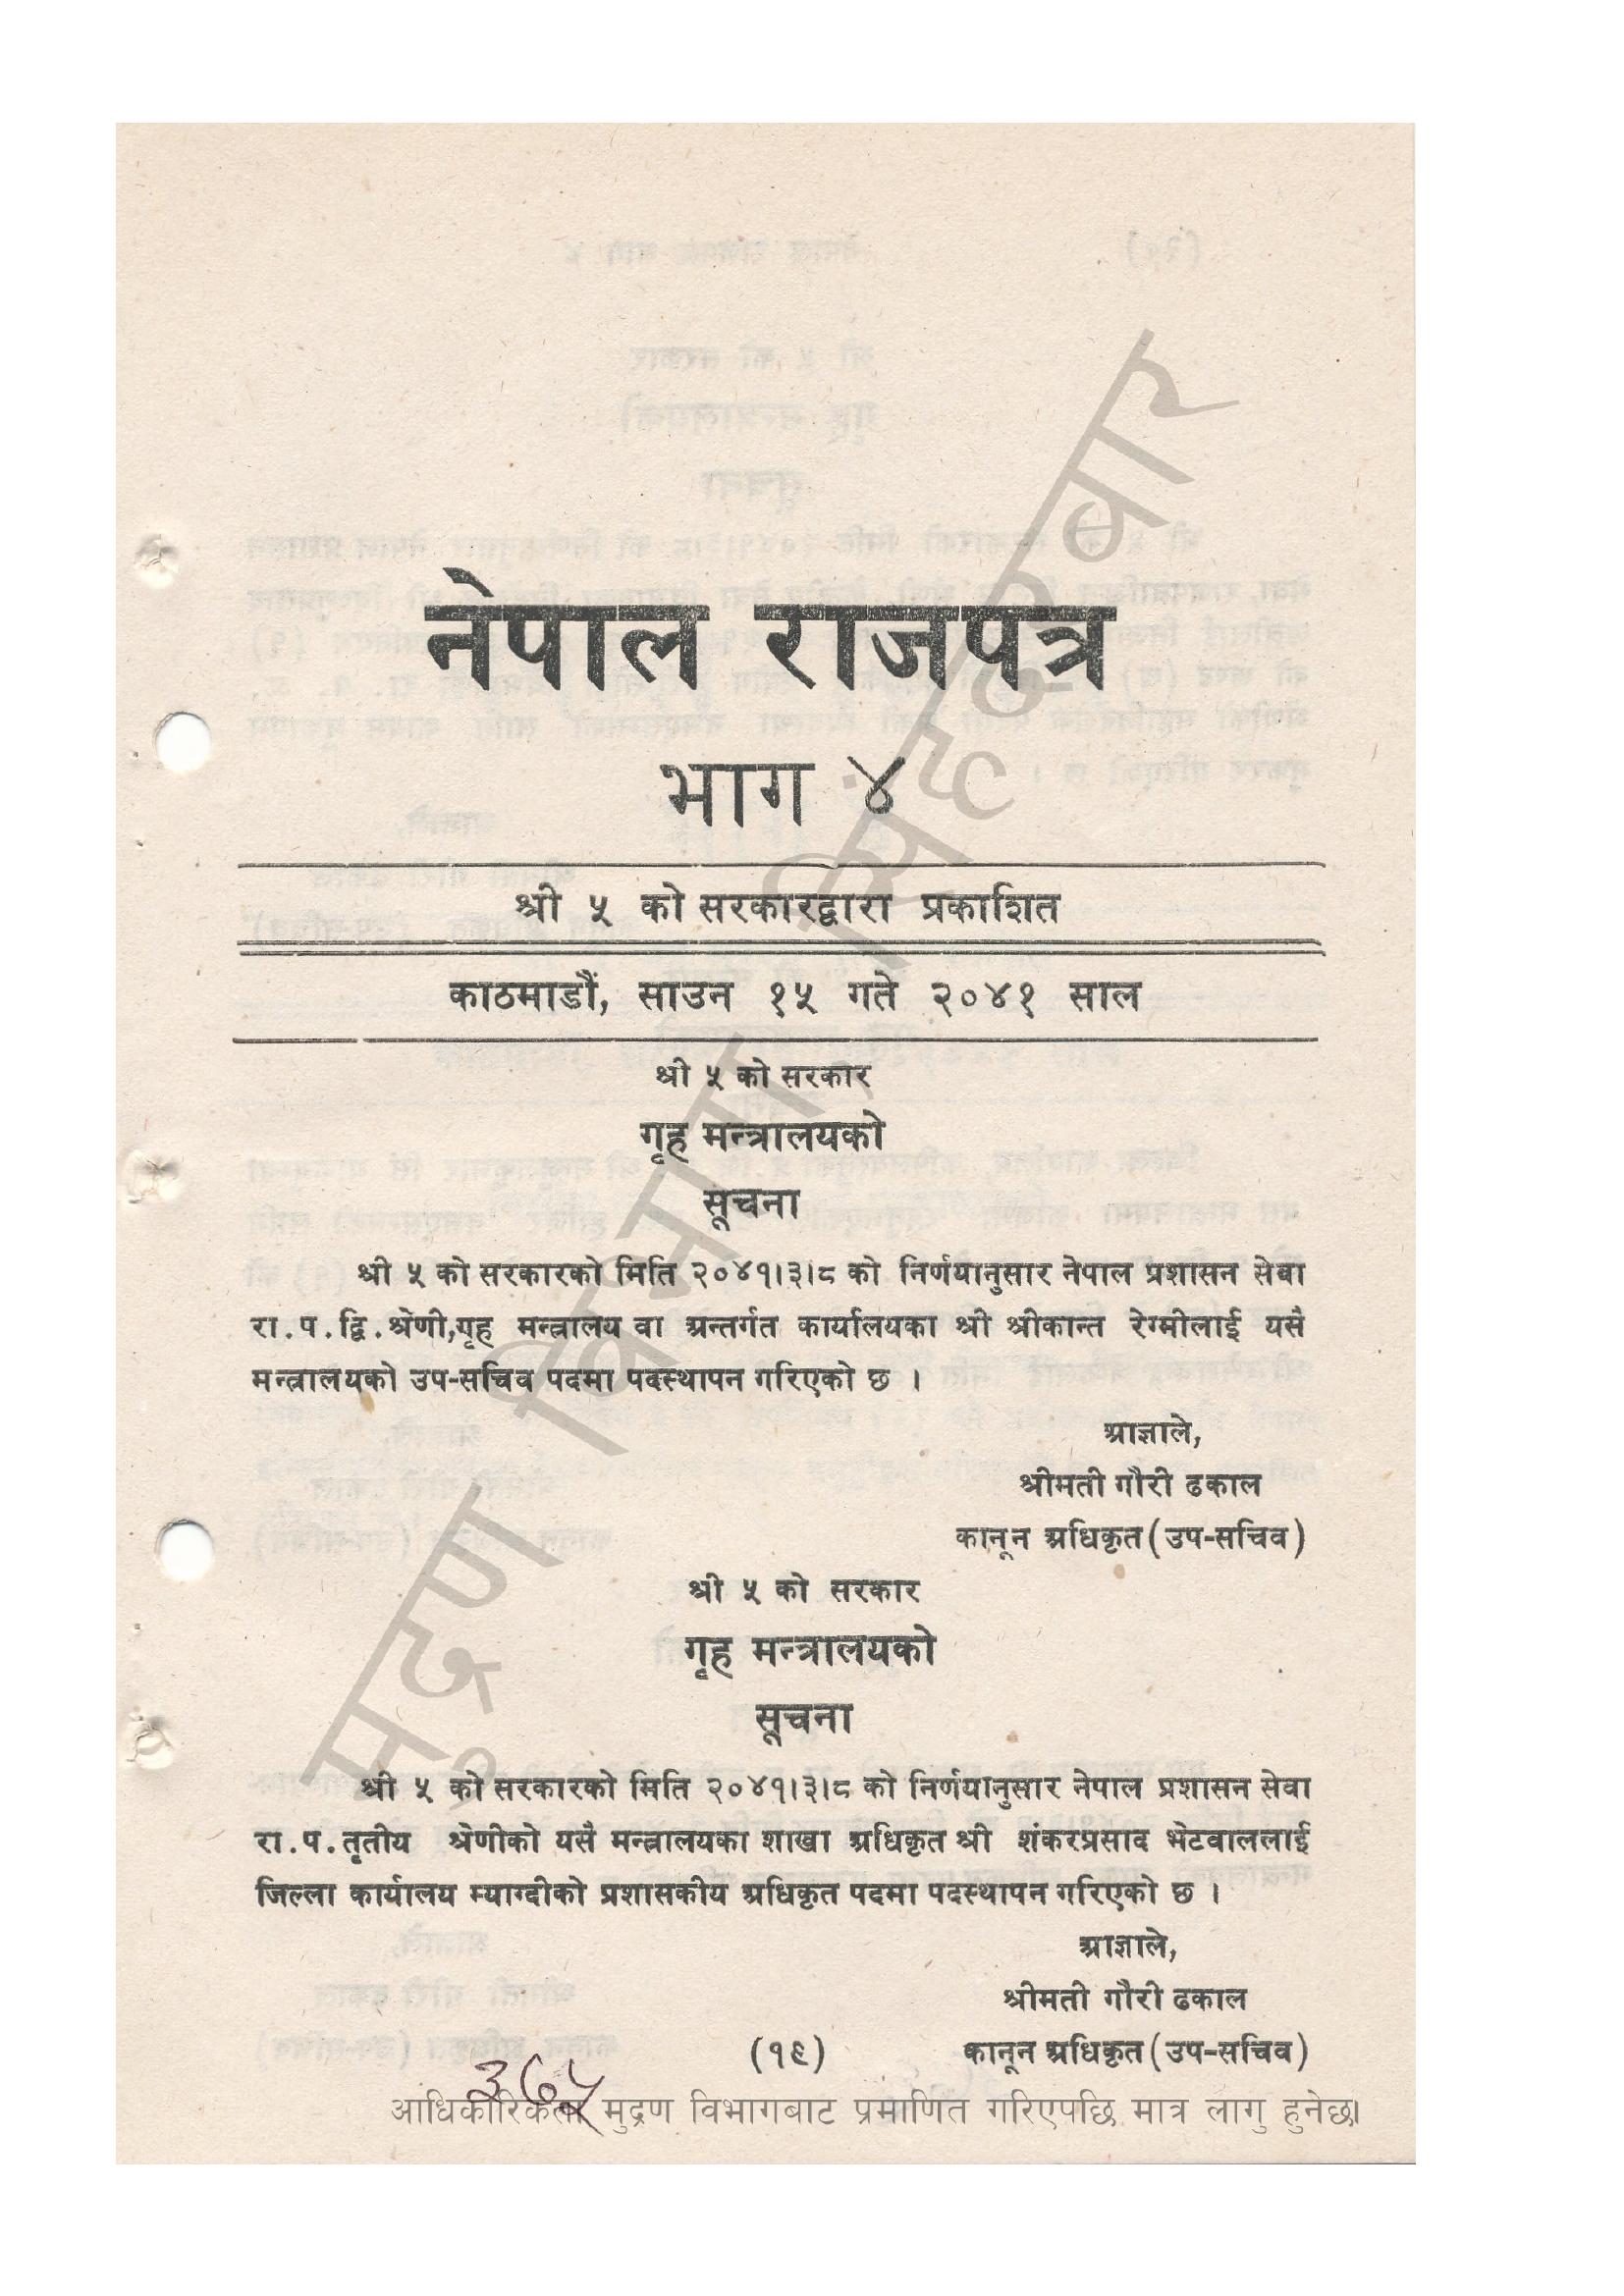 नेपाल राजपत्र
भाग ४
श्री ५ को सरकारद्वारा प्रकाशित
काठमाडौं, साउन १५ गते २०४१ साल
श्री ५ को सरकार
गृह मन्त्रालयको
सूचना
श्री ५ को सरकारको मिति २०४१।३।८ को निर्णयानुसार नेपाल प्रशासन सेवा
रा.प.द्वि.श्रेणी,गृह मन्त्रालय वा अन्तर्गत कार्यालयका श्री श्रीकान्त रेग्मीलाई यसै
मन्त्रालयको उप-सचिव पदमा पदस्थापन गरिएको छ ।
आज्ञाले,
श्रीमती गौरी ढकाल
कानून अधिकृत (उप-सचिव)
श्री ५ को सरकार
गृह मन्त्रालयको
सूचना
श्री ५ को सरकारको मिति २०४१।३।८ को निर्णयानुसार नेपाल प्रशासन सेवा
रा.प.तृतीय श्रेणीको यसै मन्त्रालयका शाखा अधिकृत श्री शंकरप्रसाद भेटवाललाई
जिल्ला कार्यालय म्याग्दीको प्रशासकीय अधिकृत पदमा पदस्थापन गरिएको छ ।
आज्ञाले,
श्रीमती गौरी ढकाल
(१९) कानून अधिकृत (उप-सचिव)
३७५
आधिकारिकता मुद्रण विभागबाट प्रमाणित गरिएपछि मात्र लागु हुनेछ।
मुद्रण विभाग, सिंहदरवार